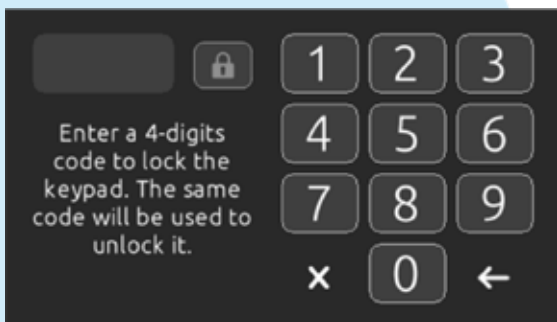 1 2 3
Enter a 4-digits
code to lock the
keypad. The same
code will be used to
unlock it.
4 5 6
7 8 9
0